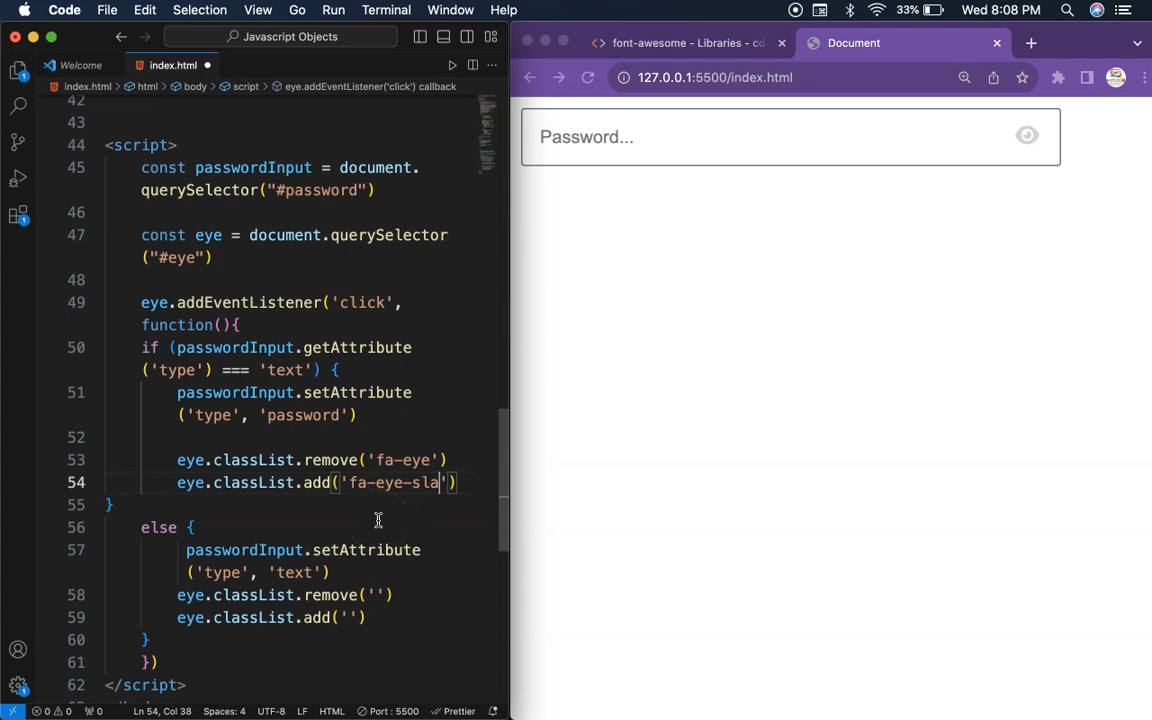 Code File Edit Selection View Go Run Terminal Window Help 33% Wed 8:08 PM
Javascript Objects
font-awesome - Libraries - cd
Document
Welcome
index.html
127.0.0.1:5500/index.html
index.html > html > body > script > eye.addEventListener('click') callback
42
43
44 <script>
45 const passwordInput = document.
querySelector("#password")
46
47 const eye = document.querySelector
("#eye")
48
49 eye.addEventListener('click',
function(){
50 if (passwordInput.getAttribute
('type') === 'text') {
51 passwordInput.setAttribute
('type', 'password')
52
53 eye.classList.remove('fa-eye')
54 eye.classList.add('fa-eye-sla')
55 }
56 else {
57 passwordInput.setAttribute
('type', 'text')
58 eye.classList.remove('')
59 eye.classList.add('')
60 }
61 })
62 </script>
Password...
1
1
1
0 0 0 Ln 54, Col 38 Spaces: 4 UTF-8 LF HTML Port : 5500 Prettier